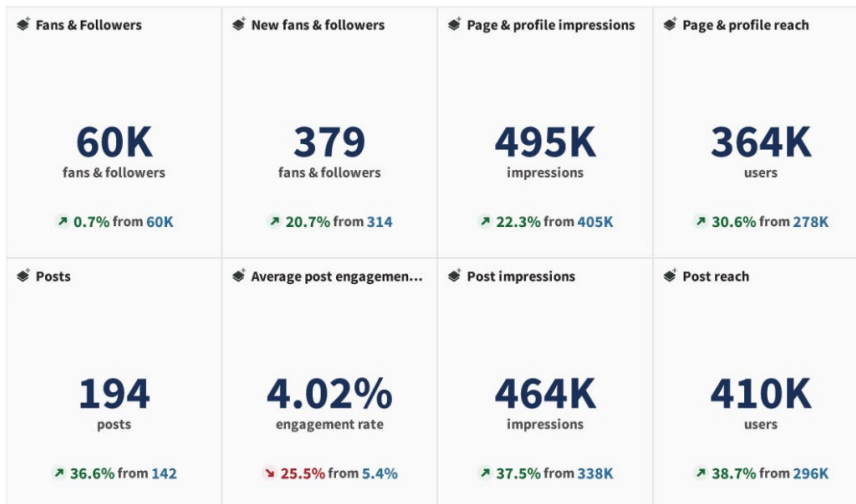 Fans & Followers
60K
fans & followers
0.7% from 60K
New fans & followers
379
fans & followers
20.7% from 314
Page & profile impressions
495K
impressions
22.3% from 405K
Page & profile reach
364K
users
30.6% from 278K
Posts
194
posts
36.6% from 142
Average post engagemen...
4.02%
engagement rate
25.5% from 5.4%
Post impressions
464K
impressions
37.5% from 338K
Post reach
410K
users
38.7% from 296K